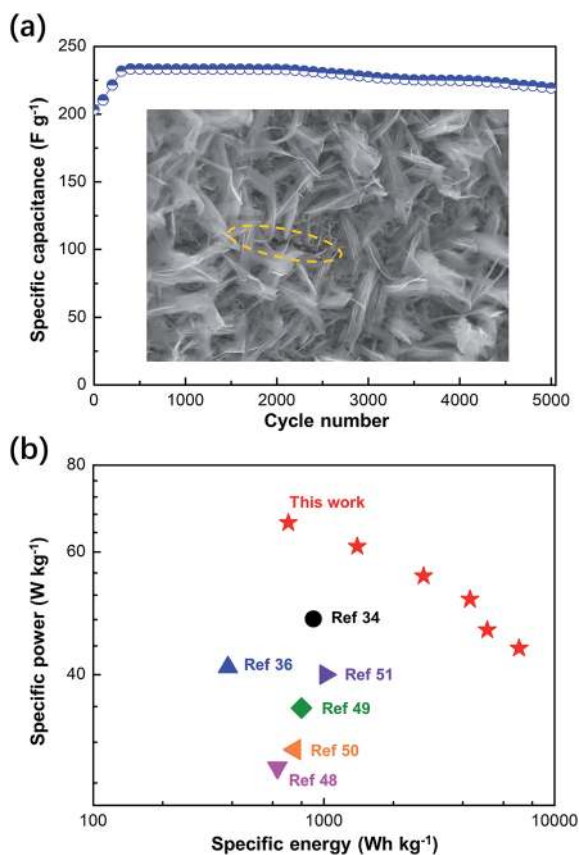 (a)
250
200
150
100
50
0
Specific capacitance (F g⁻¹)
0 1000 2000 3000 4000 5000
Cycle number
(b)
80
60
40
Specific power (W kg⁻¹)
This work
Ref 34
Ref 36
Ref 51
Ref 49
Ref 50
Ref 48
100 1000 10000
Specific energy (Wh kg⁻¹)